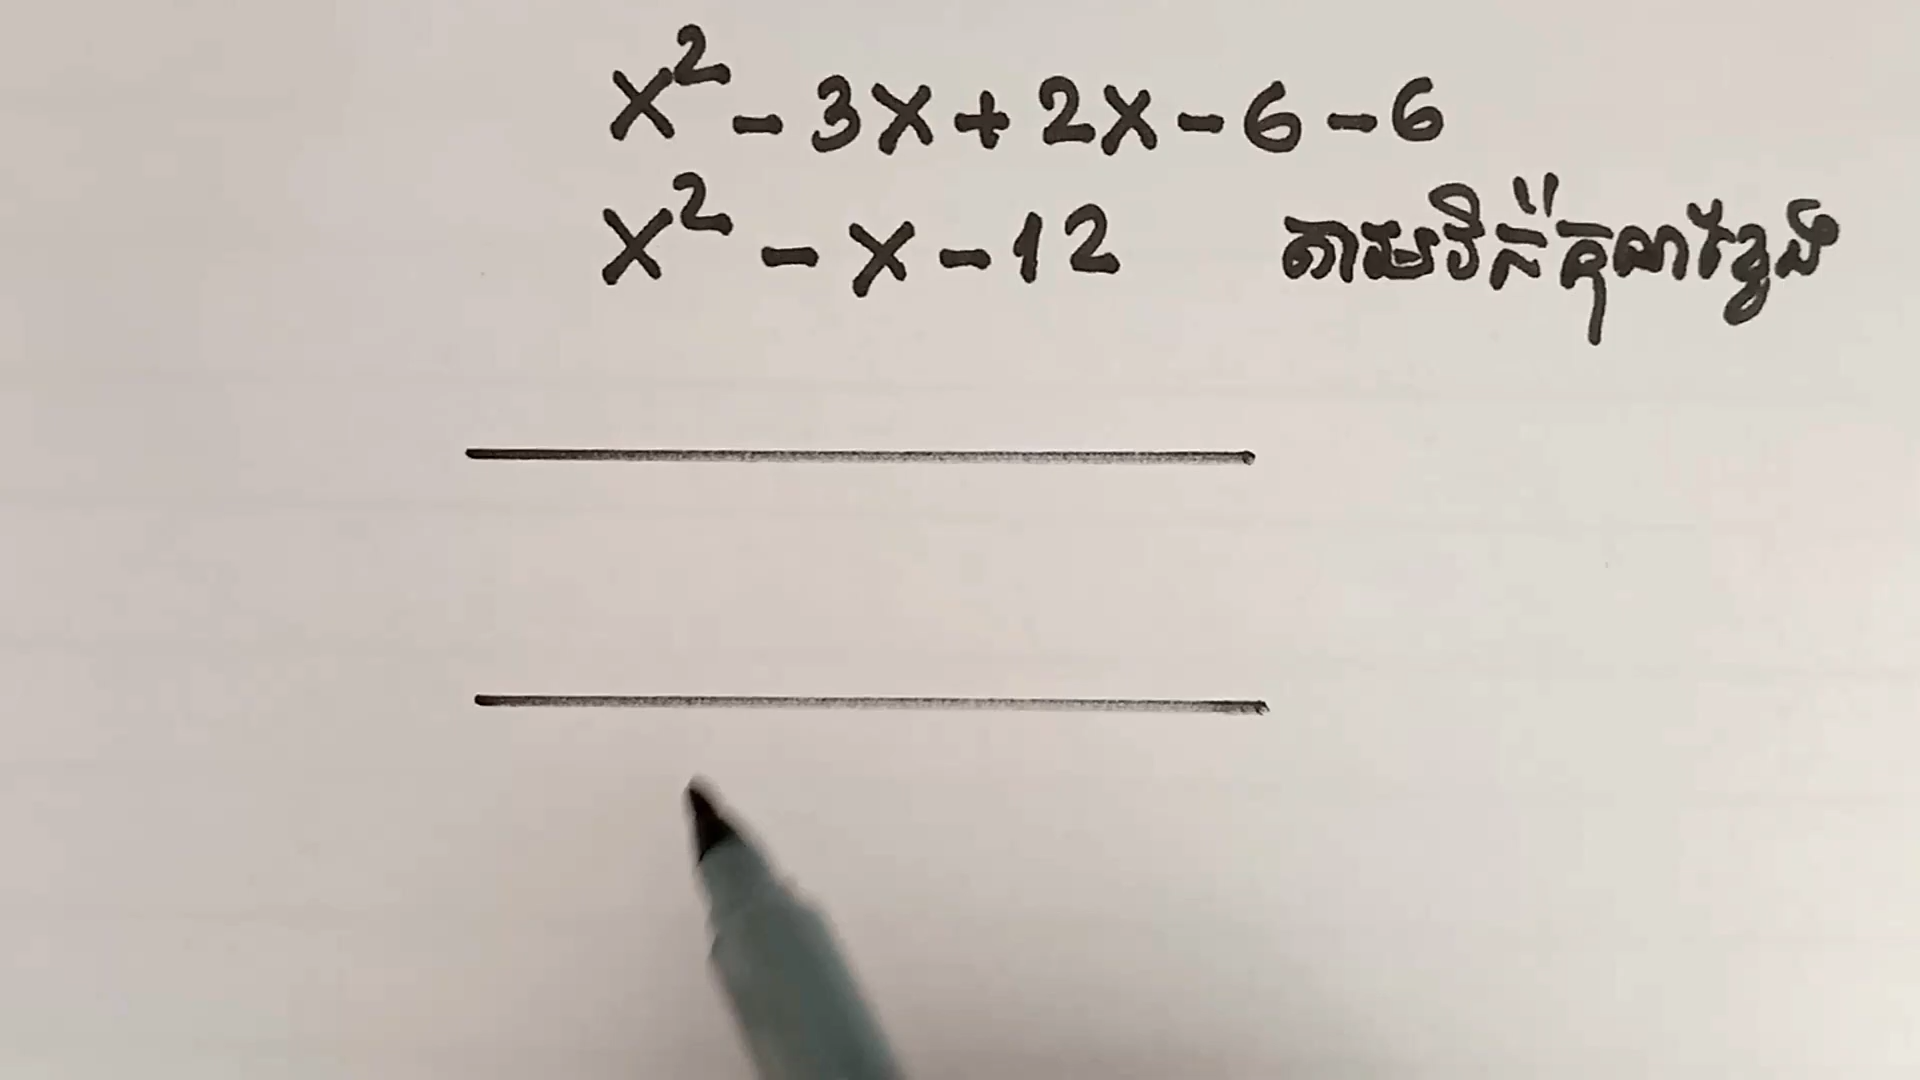 x² - 3x + 2x - 6 - 6
x² - x - 12 តាមវិធីគុណខ្វែង